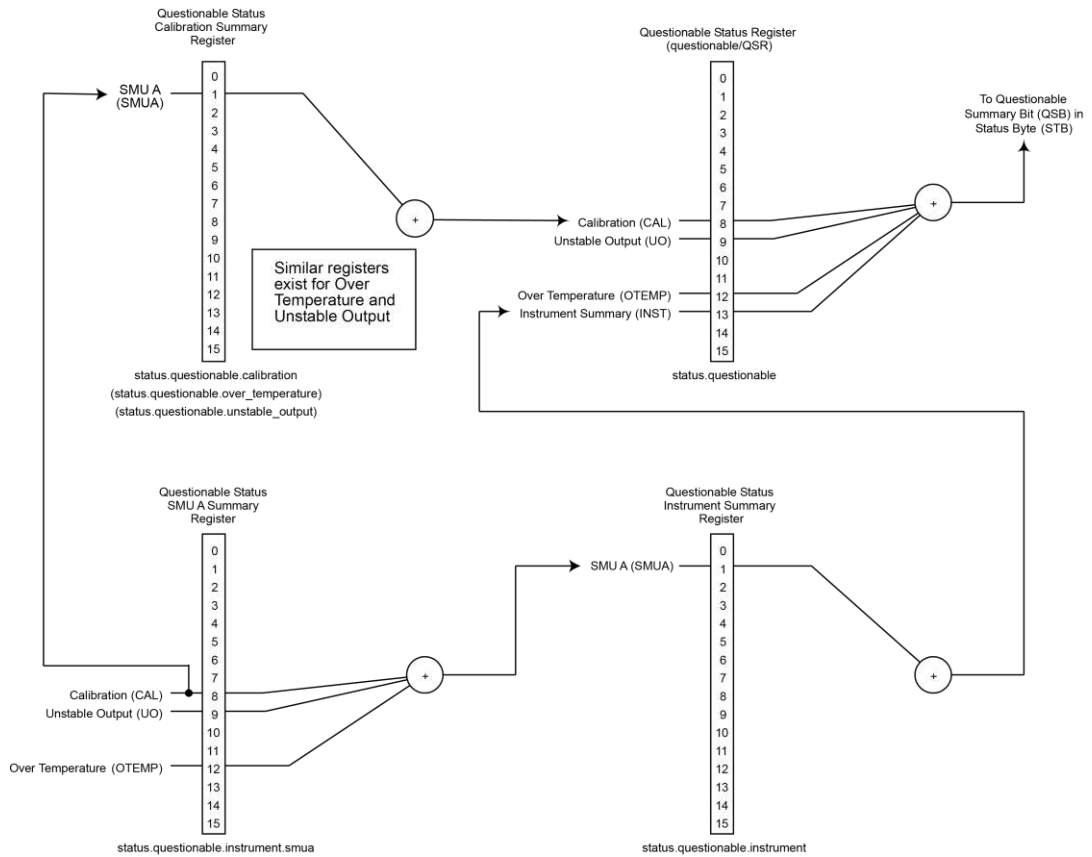 Questionable Status
Calibration Summary
Register
SMU A
(SMUA)
0
1
2
3
4
5
6
7
8
9
10
11
12
13
14
15
+
Similar registers
exist for Over
Temperature and
Unstable Output
status.questionable.calibration
(status.questionable.over_temperature)
(status.questionable.unstable_output)
Questionable Status Register
(questionable/QSR)
0
1
2
3
4
5
6
7
8
9
10
11
12
13
14
15
Calibration (CAL)
Unstable Output (UO)
Over Temperature (OTEMP)
Instrument Summary (INST)
+
To Questionable
Summary Bit (QSB) in
Status Byte (STB)
status.questionable
Questionable Status
SMU A Summary
Register
0
1
2
3
4
5
6
7
8
9
10
11
12
13
14
15
Calibration (CAL)
Unstable Output (UO)
Over Temperature (OTEMP)
+
status.questionable.instrument.smua
Questionable Status
Instrument Summary
Register
SMU A (SMUA)
0
1
2
3
4
5
6
7
8
9
10
11
12
13
14
15
+
status.questionable.instrument